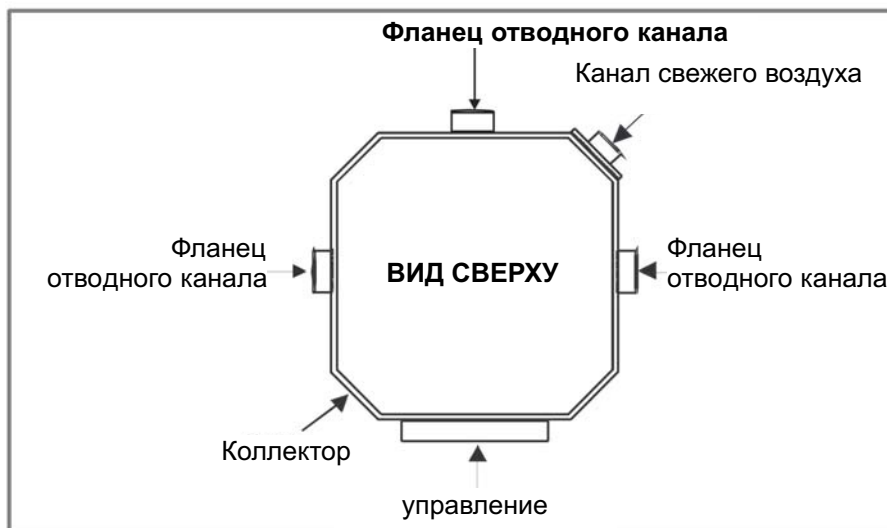 Фланец отводного канала
Канал свежего воздуха
Фланец
отводного канала
ВИД СВЕРХУ
Фланец
отводного канала
Коллектор
управление